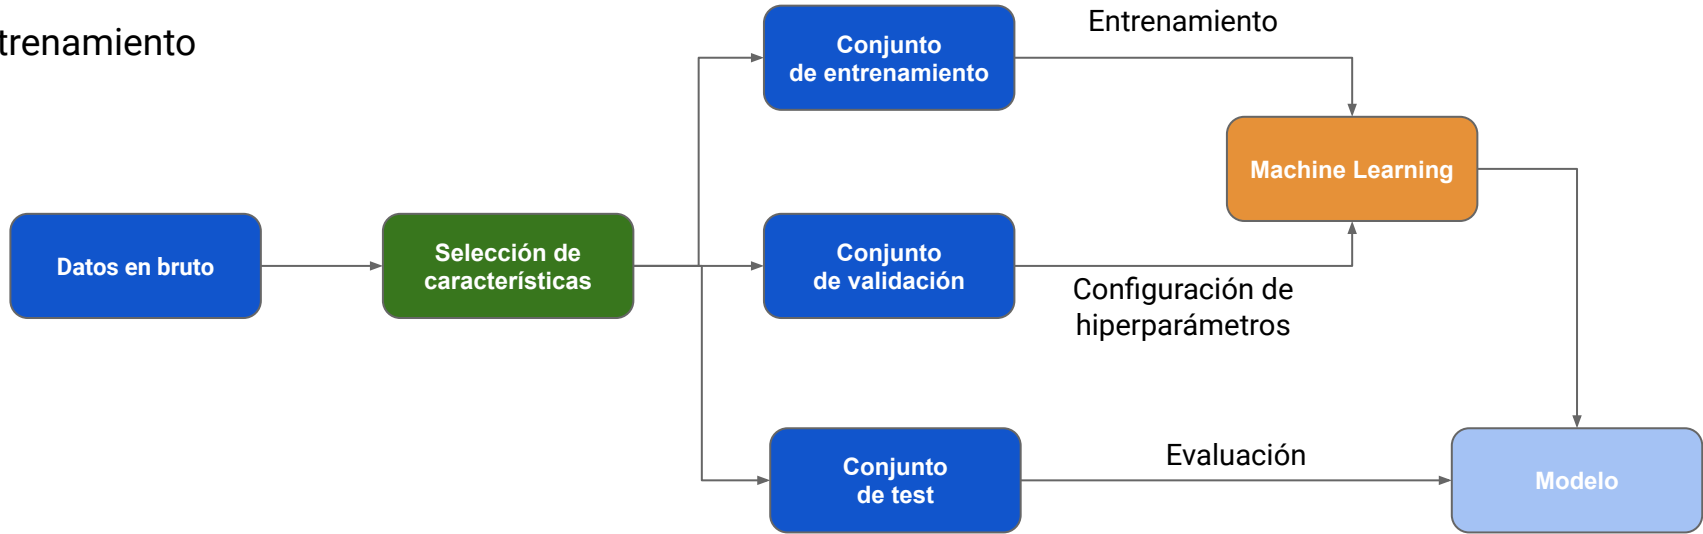 trenamiento
Conjunto
de entrenamiento
Entrenamiento
Machine Learning
Datos en bruto
Selección de
características
Conjunto
de validación
Configuración de
hiperparámetros
Conjunto
de test
Evaluación
Modelo